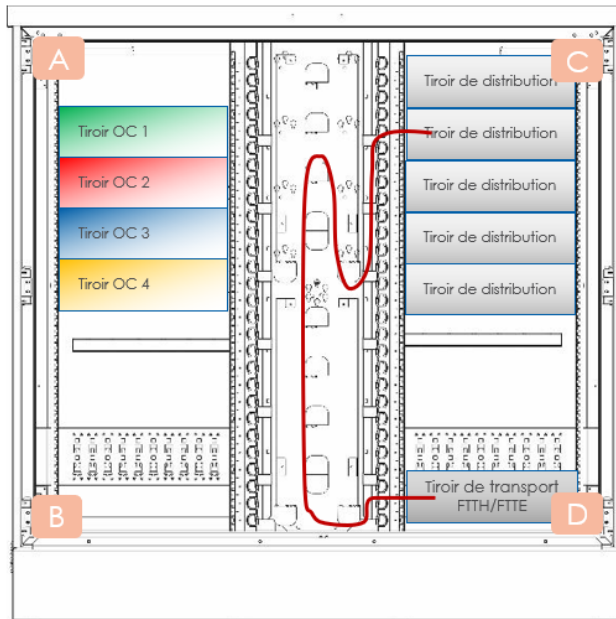 A
C
Tiroir de distribution
Tiroir OC 1
Tiroir de distribution
Tiroir OC 2
Tiroir de distribution
Tiroir OC 3
Tiroir de distribution
Tiroir OC 4
Tiroir de distribution
Tiroir de transport
FTTH/FTTE
B
D